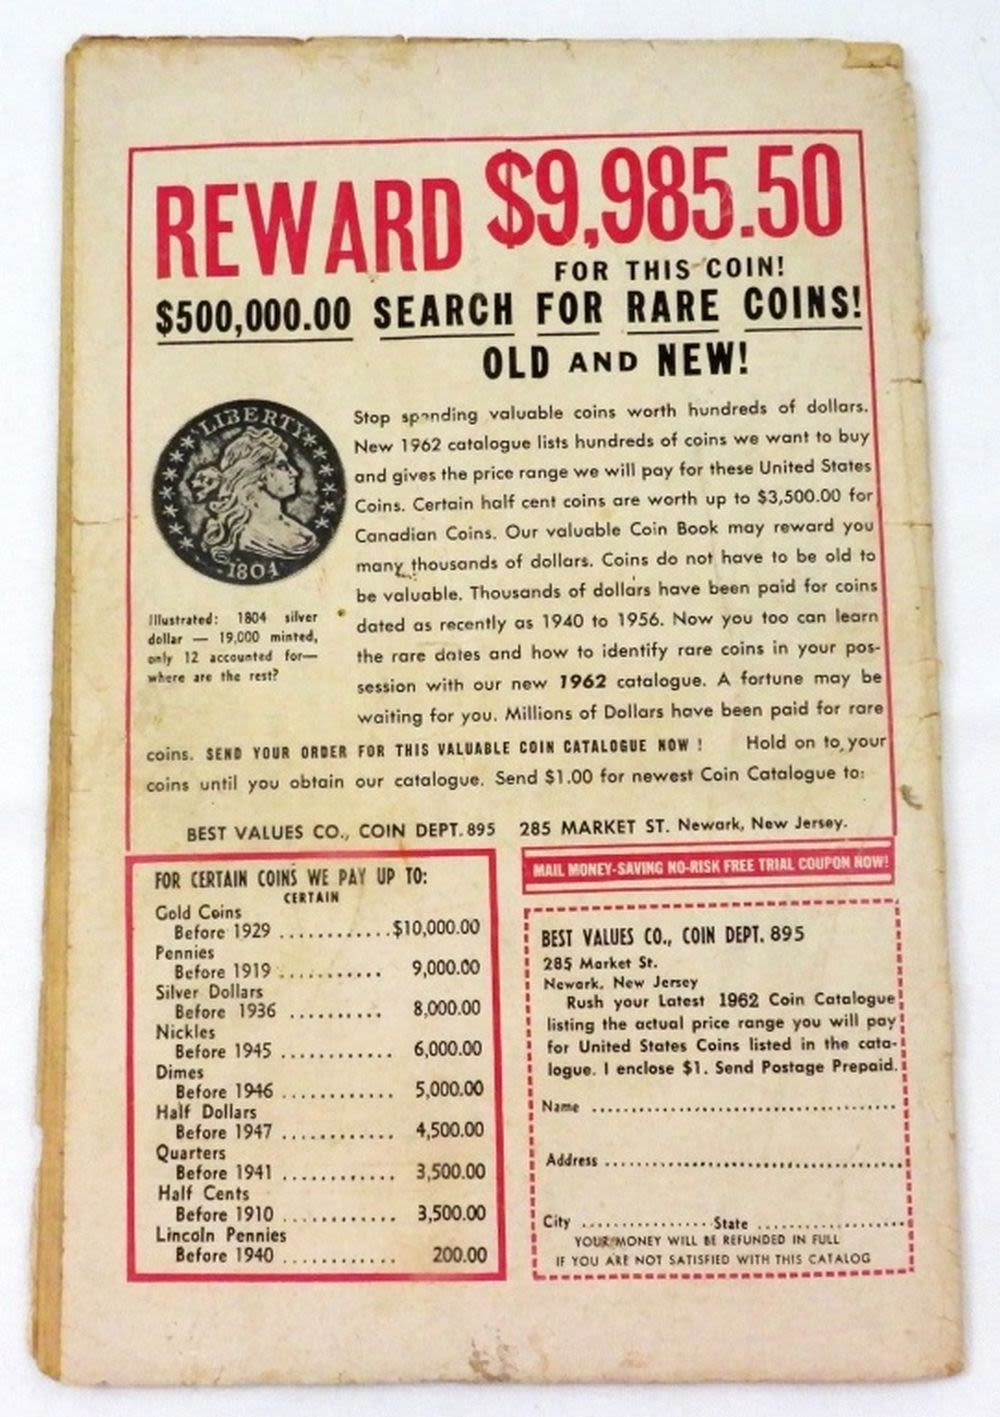 REWARD $9,985.50
FOR THIS COIN!
$500,000.00 SEARCH FOR RARE COINS!
OLD AND NEW!
LIBERTY
1804
Illustrated: 1804 silver
dollar — 19,000 minted,
only 12 accounted for—
where are the rest?
Stop spending valuable coins worth hundreds of dollars.
New 1962 catalogue lists hundreds of coins we want to buy
and gives the price range we will pay for these United States
Coins. Certain half cent coins are worth up to $3,500.00 for
Canadian Coins. Our valuable Coin Book may reward you
many thousands of dollars. Coins do not have to be old to
be valuable. Thousands of dollars have been paid for coins
dated as recently as 1940 to 1956. Now you too can learn
the rare dates and how to identify rare coins in your pos-
session with our new 1962 catalogue. A fortune may be
waiting for you. Millions of Dollars have been paid for rare
coins. SEND YOUR ORDER FOR THIS VALUABLE COIN CATALOGUE NOW ! Hold on to your
coins until you obtain our catalogue. Send $1.00 for newest Coin Catalogue to:
BEST VALUES CO., COIN DEPT. 895 285 MARKET ST. Newark, New Jersey.
FOR CERTAIN COINS WE PAY UP TO:
CERTAIN
Gold Coins
Before 1929 ............$10,000.00
Pennies
Before 1919 ........... 9,000.00
Silver Dollars
Before 1936 .......... 8,000.00
Nickles
Before 1945 ............ 6,000.00
Dimes
Before 1946 ............ 5,000.00
Half Dollars
Before 1947 ............ 4,500.00
Quarters
Before 1941 ............ 3,500.00
Half Cents
Before 1910 ............ 3,500.00
Lincoln Pennies
Before 1940 ............ 200.00
MAIL MONEY-SAVING NO-RISK FREE TRIAL COUPON NOW!
BEST VALUES CO., COIN DEPT. 895
285 Market St.
Newark, New Jersey
Rush your Latest 1962 Coin Catalogue
listing the actual price range you will pay
for United States Coins listed in the cata-
logue. I enclose $1. Send Postage Prepaid.
Name ........................................
Address .......................................
City ................. State ....................
YOUR MONEY WILL BE REFUNDED IN FULL
IF YOU ARE NOT SATISFIED WITH THIS CATALOG